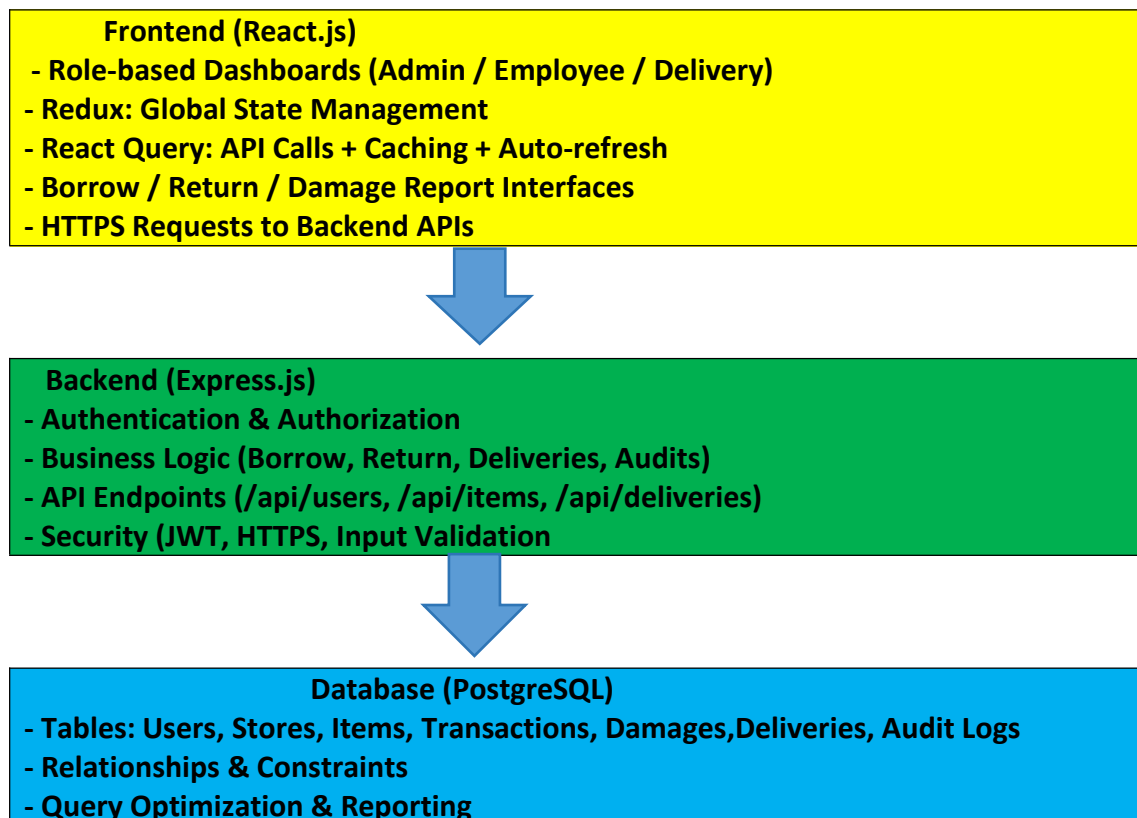 Frontend (React.js)
- Role-based Dashboards (Admin / Employee / Delivery)
- Redux: Global State Management
- React Query: API Calls + Caching + Auto-refresh
- Borrow / Return / Damage Report Interfaces
- HTTPS Requests to Backend APIs
Backend (Express.js)
- Authentication & Authorization
- Business Logic (Borrow, Return, Deliveries, Audits)
- API Endpoints (/api/users, /api/items, /api/deliveries)
- Security (JWT, HTTPS, Input Validation
Database (PostgreSQL)
- Tables: Users, Stores, Items, Transactions, Damages,Deliveries, Audit Logs
- Relationships & Constraints
- Query Optimization & Reporting